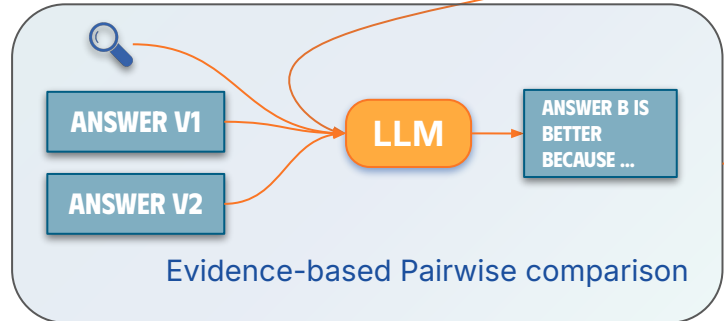 ANSWER V1
LLM
ANSWER B IS
BETTER
BECAUSE ...
ANSWER V2
Evidence-based Pairwise comparison